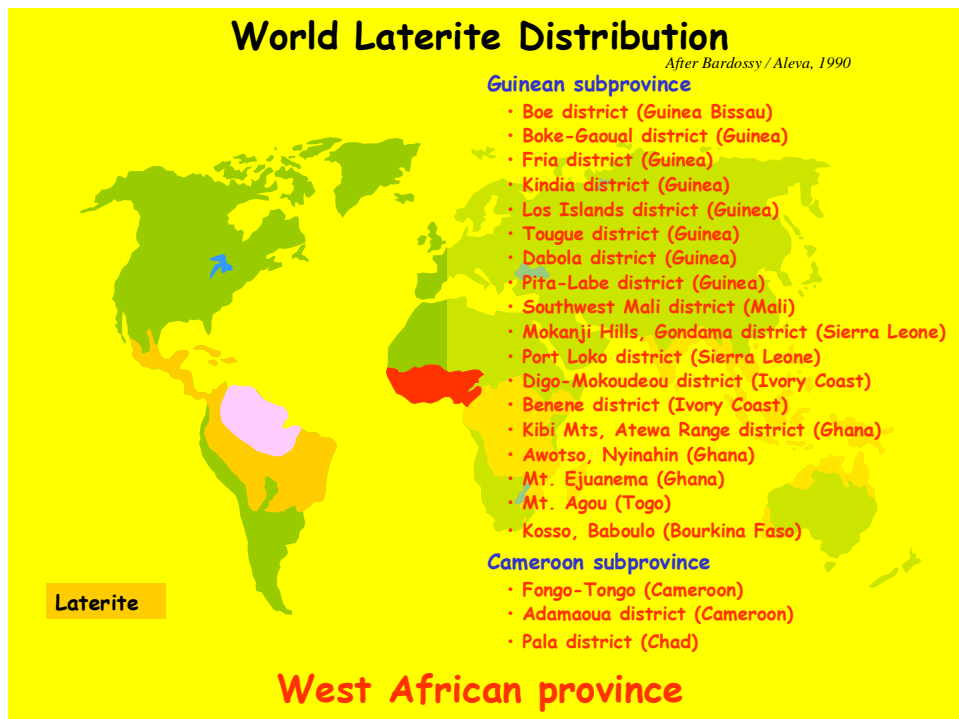 World Laterite Distribution
After Bardossy / Aleva, 1990
Guinean subprovince
• Boe district (Guinea Bissau)
• Boke-Gaoual district (Guinea)
• Fria district (Guinea)
• Kindia district (Guinea)
• Los Islands district (Guinea)
• Tougue district (Guinea)
• Dabola district (Guinea)
• Pita-Labe district (Guinea)
• Southwest Mali district (Mali)
• Mokanji Hills, Gondama district (Sierra Leone)
• Port Loko district (Sierra Leone)
• Digo-Mokoudeou district (Ivory Coast)
• Benene district (Ivory Coast)
• Kibi Mts, Atewa Range district (Ghana)
• Awotso, Nyinahin (Ghana)
• Mt. Ejuanema (Ghana)
• Mt. Agou (Togo)
• Kosso, Baboulo (Bourkina Faso)
Cameroon subprovince
• Fongo-Tongo (Cameroon)
• Adamaoua district (Cameroon)
• Pala district (Chad)
Laterite
West African province